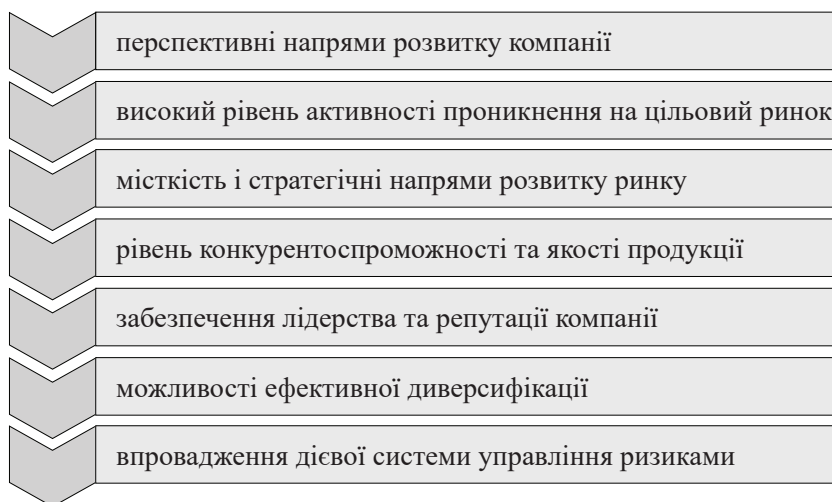 перспективні напрями розвитку компанії
високий рівень активності проникнення на цільовий ринок
місткість і стратегічні напрями розвитку ринку
рівень конкурентоспроможності та якості продукції
забезпечення лідерства та репутації компанії
можливості ефективної диверсифікації
впровадження дієвої системи управління ризиками